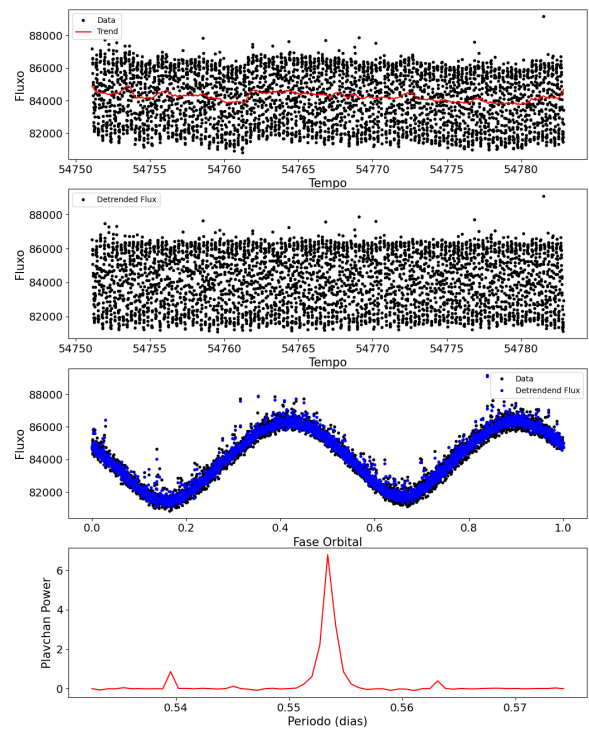 Data
Trend
88000
86000
84000
82000
Fluxo
54750 54755 54760 54765 54770 54775 54780
Tempo
Detrended Flux
88000
86000
84000
82000
Fluxo
54750 54755 54760 54765 54770 54775 54780
Tempo
Data
Detrendend Flux
88000
86000
84000
82000
Fluxo
0.0 0.2 0.4 0.6 0.8 1.0
Fase Orbital
6
4
2
0
Playchan Power
0.54 0.55 0.56 0.57
Periodo (dias)